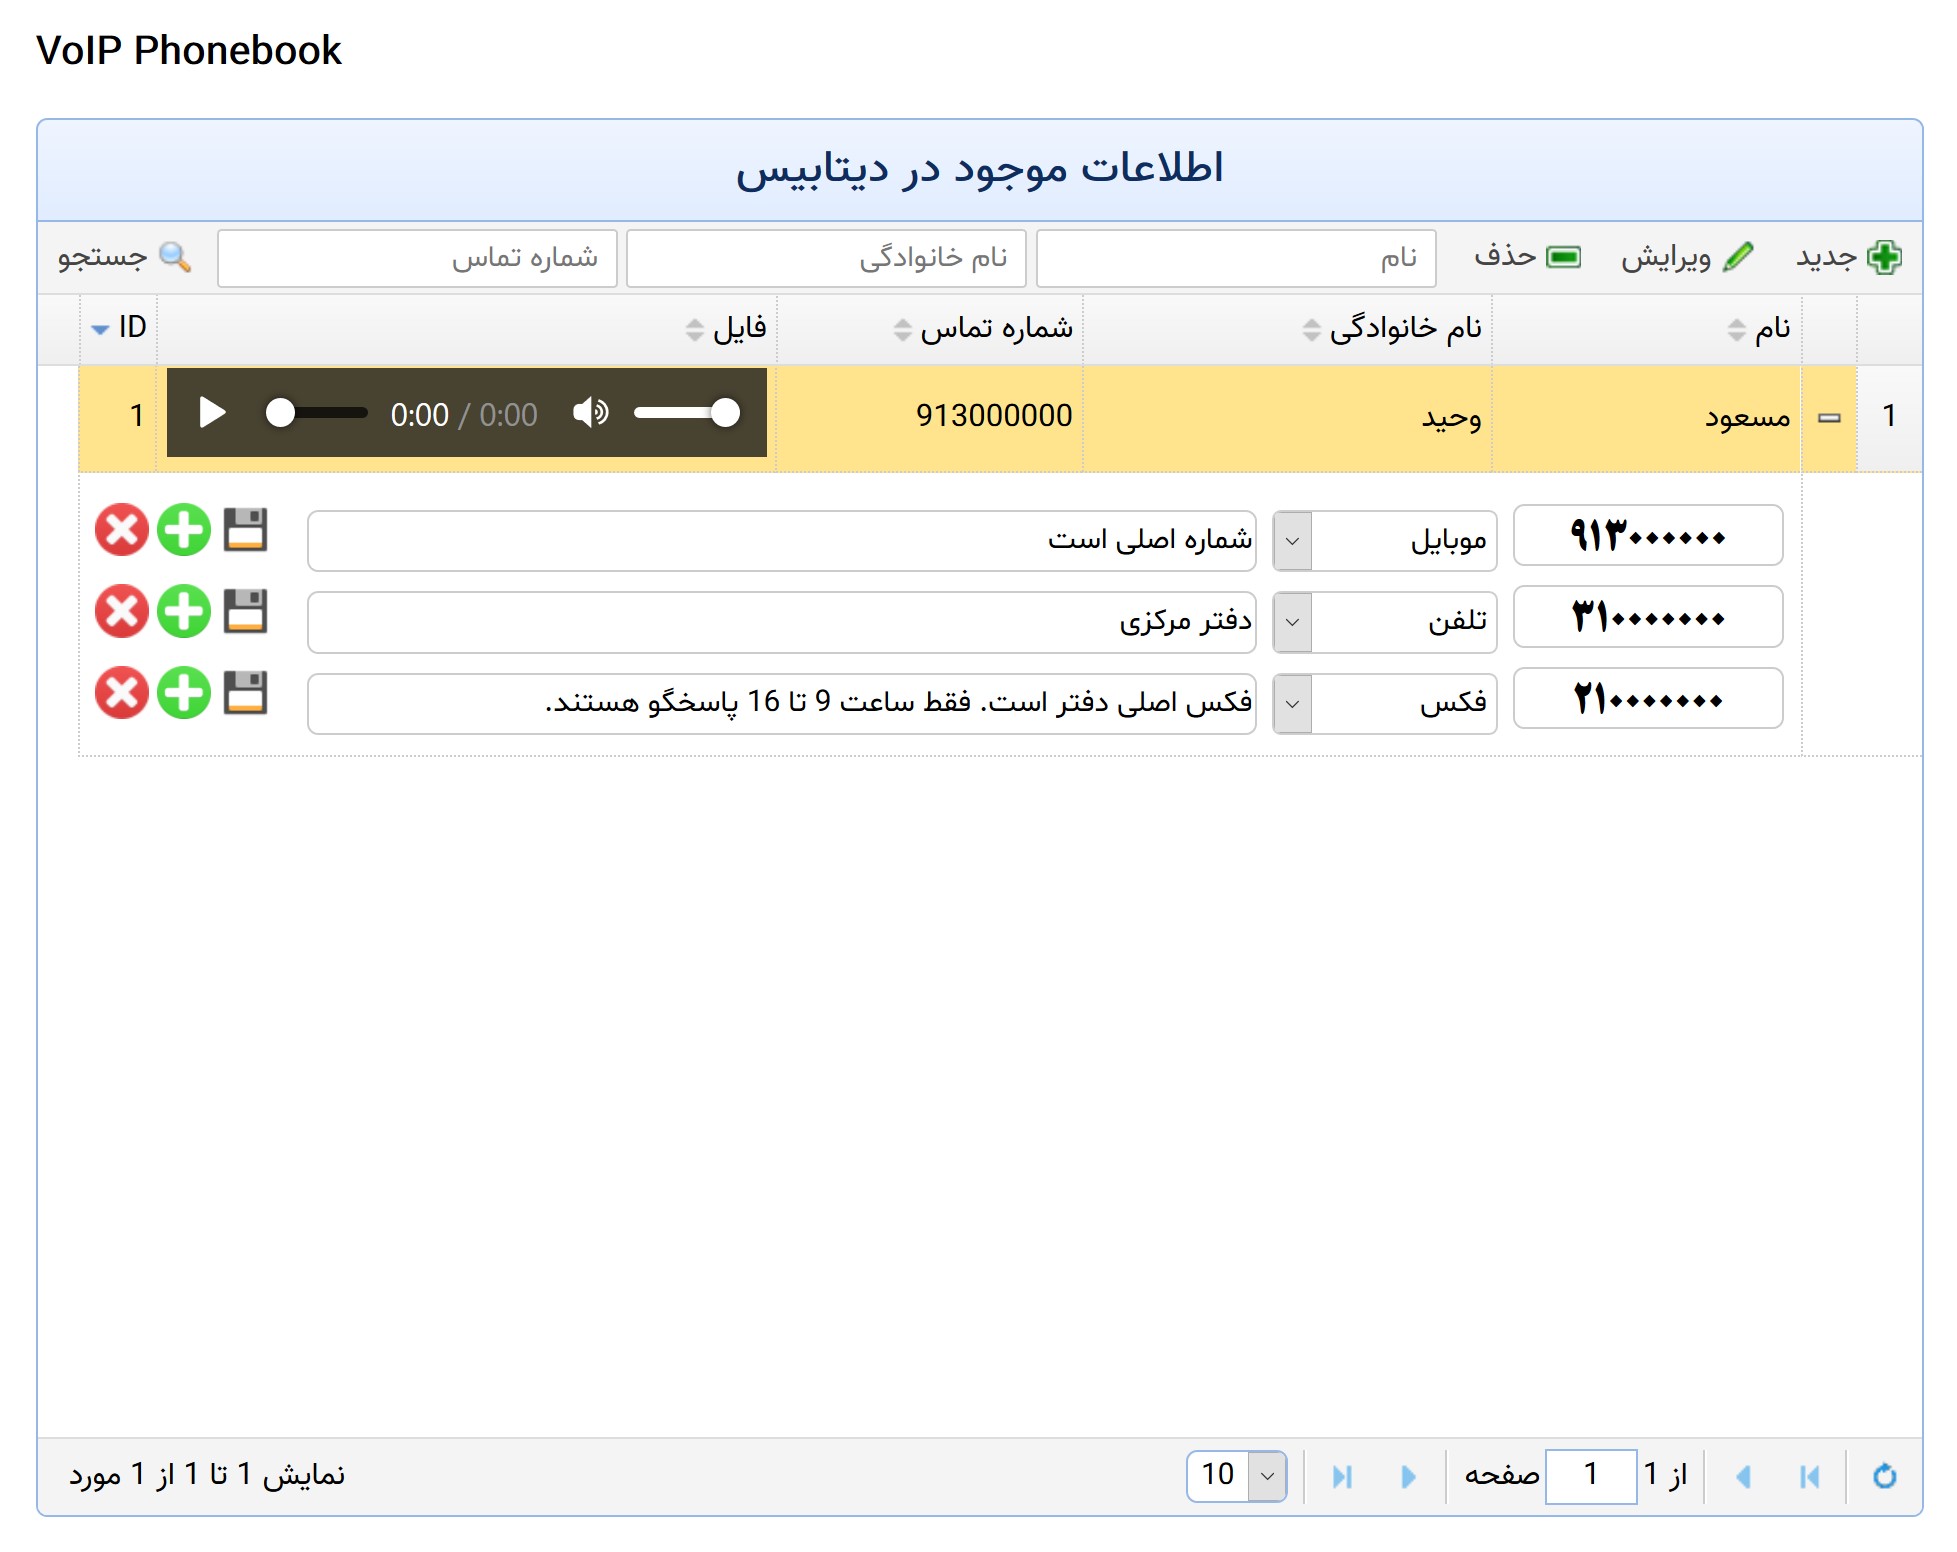 VoIP Phonebook
اطلاعات موجود در دیتابیس
جدید ویرایش حذف نام نام خانوادگی شماره تماس جستجو
نام نام خانوادگی شماره تماس فایل ID
1 مسعود وحید 913000000 0:00 / 0:00 1
۹۱۳۰۰۰۰۰۰ موبایل شماره اصلی است
۳۱۰۰۰۰۰۰۰ تلفن دفتر مرکزی
۲۱۰۰۰۰۰۰۰ فکس فکس اصلی دفتر است. فقط ساعت 9 تا 16 پاسخگو هستند.
صفحه 1 از 1 10 نمایش 1 تا 1 از 1 مورد